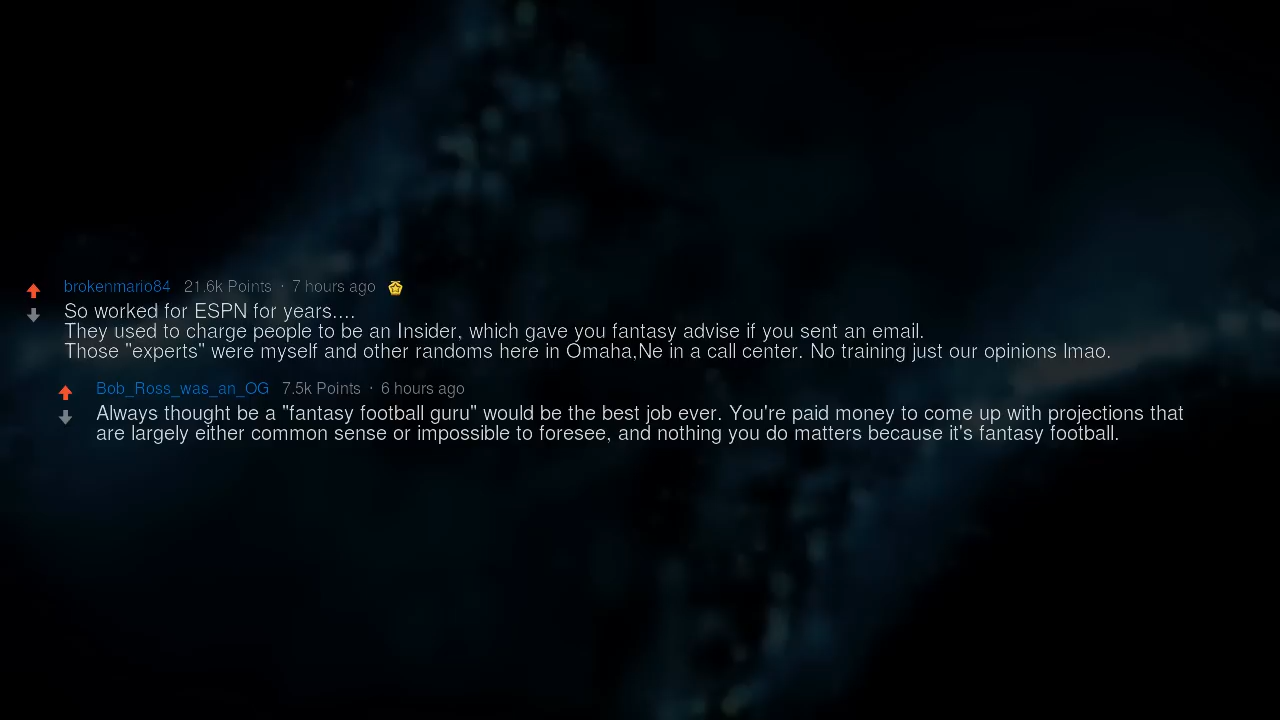 brokenmario84 21.6k Points · 7 hours ago
So worked for ESPN for years....
They used to charge people to be an Insider, which gave you fantasy advise if you sent an email.
Those "experts" were myself and other randoms here in Omaha,Ne in a call center. No training just our opinions lmao.
Bob_Ross_was_an_OG 7.5k Points · 6 hours ago
Always thought be a "fantasy football guru" would be the best job ever. You're paid money to come up with projections that
are largely either common sense or impossible to foresee, and nothing you do matters because it's fantasy football.